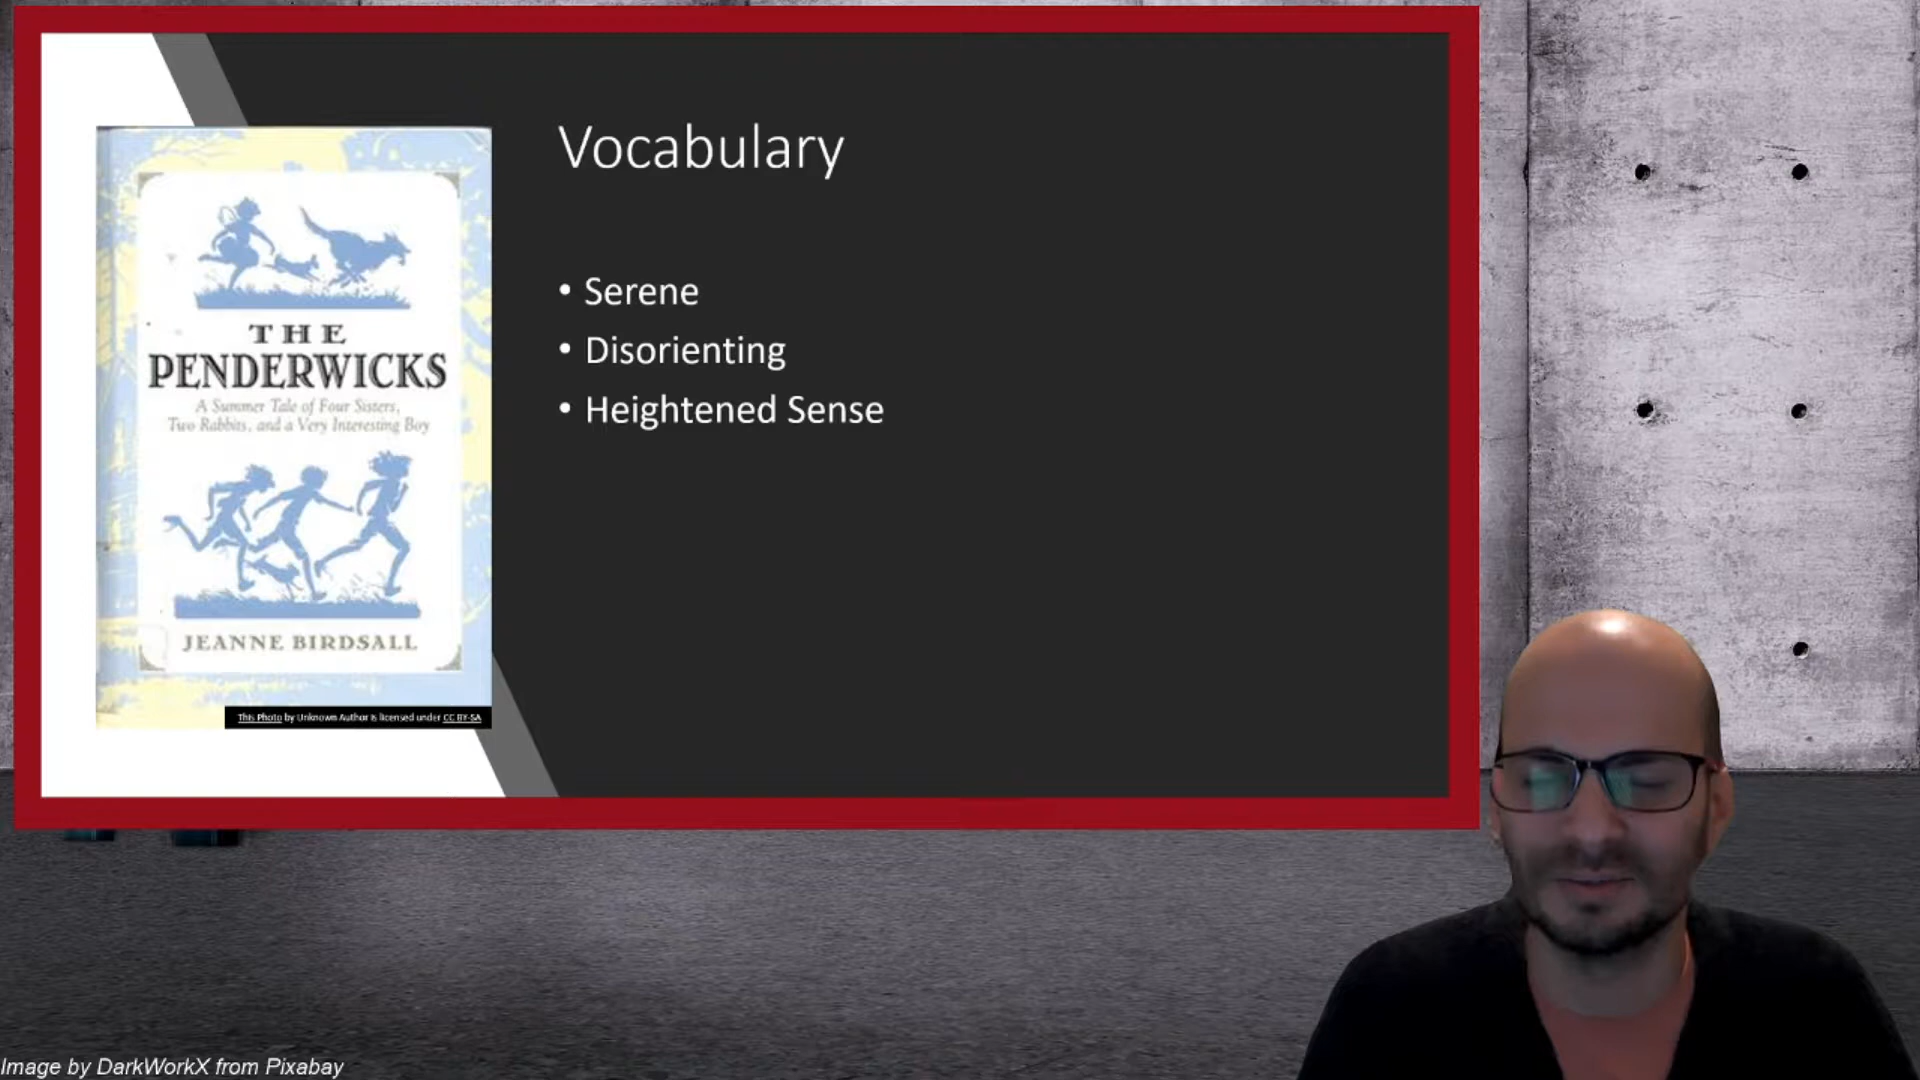 Vocabulary
THE
PENDERWICKS
A Summer Tale of Four Sisters,
Two Rabbits, and a Very Interesting Boy
JEANNE BIRDSALL
This Photo by Unknown Author is licensed under CC BY-SA
• Serene
• Disorienting
• Heightened Sense
Image by DarkWorkX from Pixabay